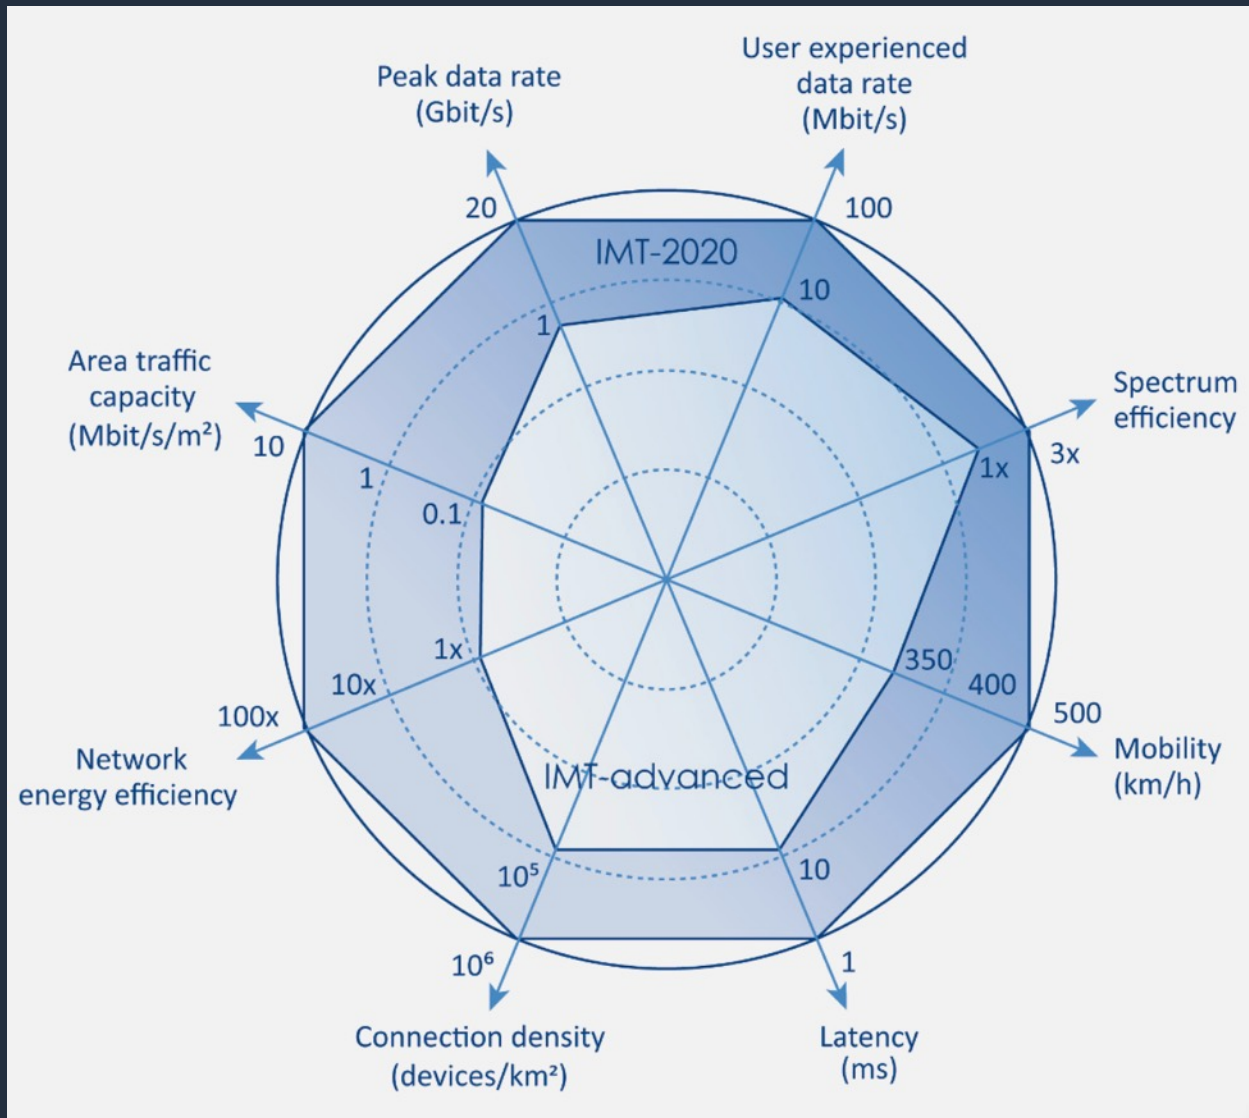 User experienced
data rate
(Mbit/s)
Peak data rate
(Gbit/s)
20
100
IMT-2020
10
1
Area traffic
capacity
(Mbit/s/m²)
10
1
0.1
Spectrum
efficiency
1x
3x
1x
10x
100x
Network
energy efficiency
350
400
500
Mobility
(km/h)
IMT-advanced
10⁵
10
10⁶
1
Connection density
(devices/km²)
Latency
(ms)